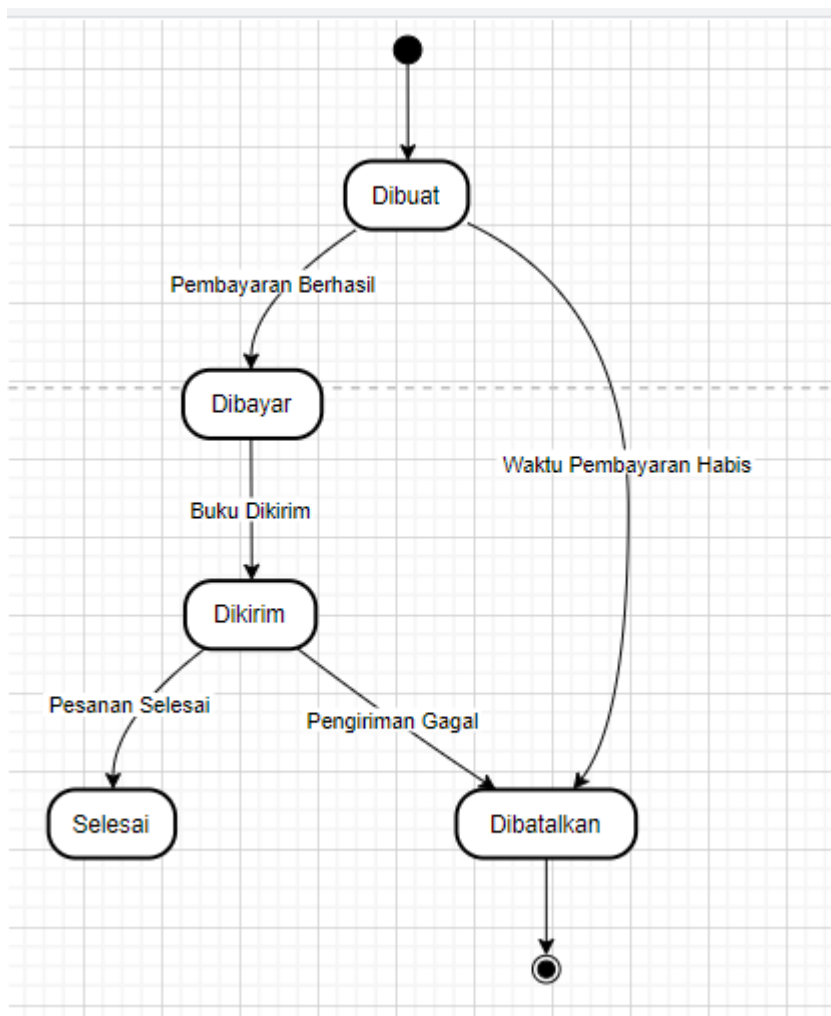 Dibuat
Pembayaran Berhasil
Dibayar
Waktu Pembayaran Habis
Buku Dikirim
Dikirim
Pesanan Selesai
Pengiriman Gagal
Selesai
Dibatalkan